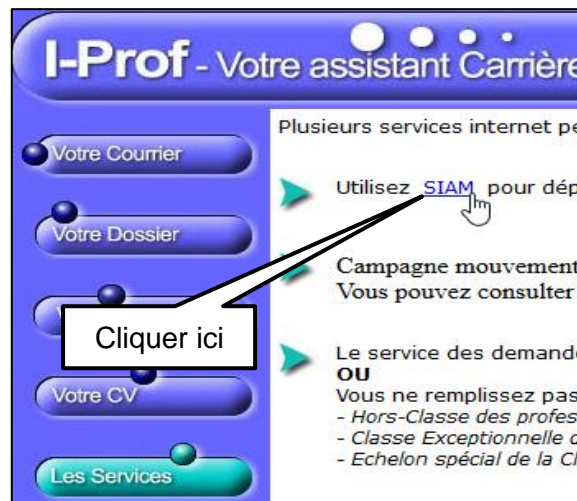 I-Prof - Votre assistant Carrière
Plusieurs services internet pe
Votre Courrier
Utilisez SIAM pour dép
Votre Dossier
Campagne mouvement
Vous pouvez consulter
Cliquer ici
Le service des demand
OU
Votre CV
Vous ne remplissez pas
- Hors-Classe des profes
- Classe Exceptionnelle
- Echelon spécial de la Cl
Les Services